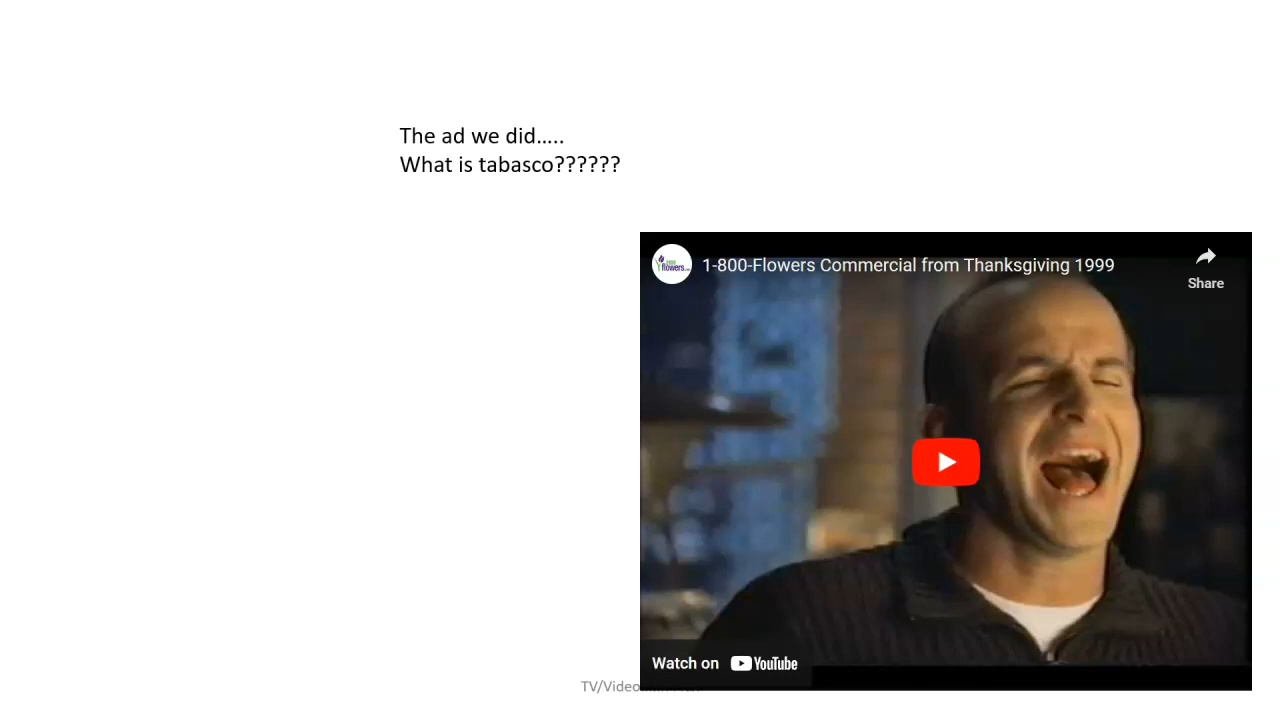 The ad we did.....
What is tabasco??????
1-800-Flowers Commercial from Thanksgiving 1999
flowers
Share
Watch on YouTube
TV/Video